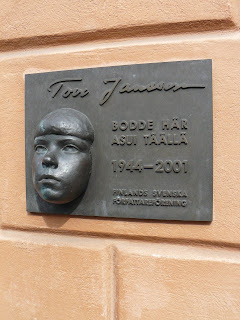 Tove Jansson
BODDE HÄR
ASUI TÄÄLLÄ
1944–2001
FINLANDS SVENSKA
FÖRFATTAREFÖRENING